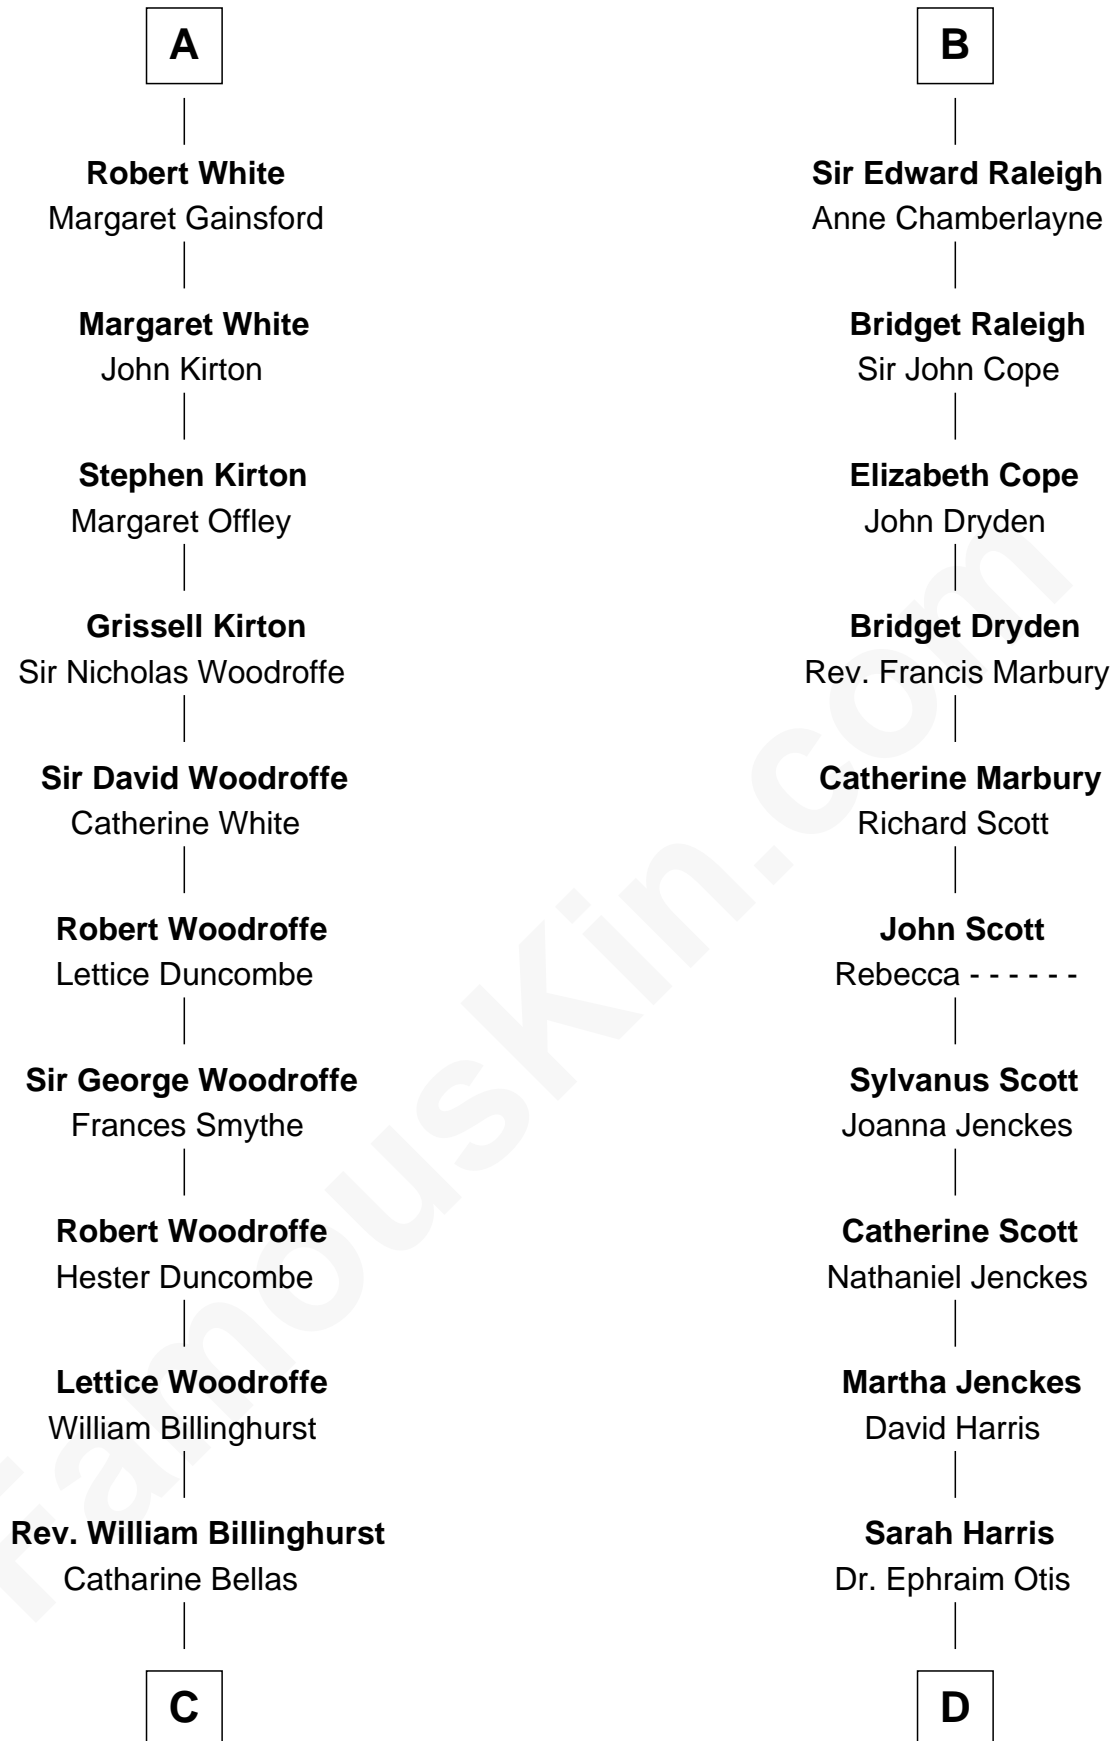 A
Robert White
Margaret Gainsford
Margaret White
John Kirton
Stephen Kirton
Margaret Offley
Grissell Kirton
Sir Nicholas Woodroffe
Sir David Woodroffe
Catherine White
Robert Woodroffe
Lettice Duncombe
Sir George Woodroffe
Frances Smythe
Robert Woodroffe
Hester Duncombe
Lettice Woodroffe
William Billinghurst
Rev. William Billinghurst
Catharine Bellas
C
B
Sir Edward Raleigh
Anne Chamberlayne
Bridget Raleigh
Sir John Cope
Elizabeth Cope
John Dryden
Bridget Dryden
Rev. Francis Marbury
Catherine Marbury
Richard Scott
John Scott
Rebecca - - - - - -
Sylvanus Scott
Joanna Jenckes
Catherine Scott
Nathaniel Jenckes
Martha Jenckes
David Harris
Sarah Harris
Dr. Ephraim Otis
D
FamousKin.com